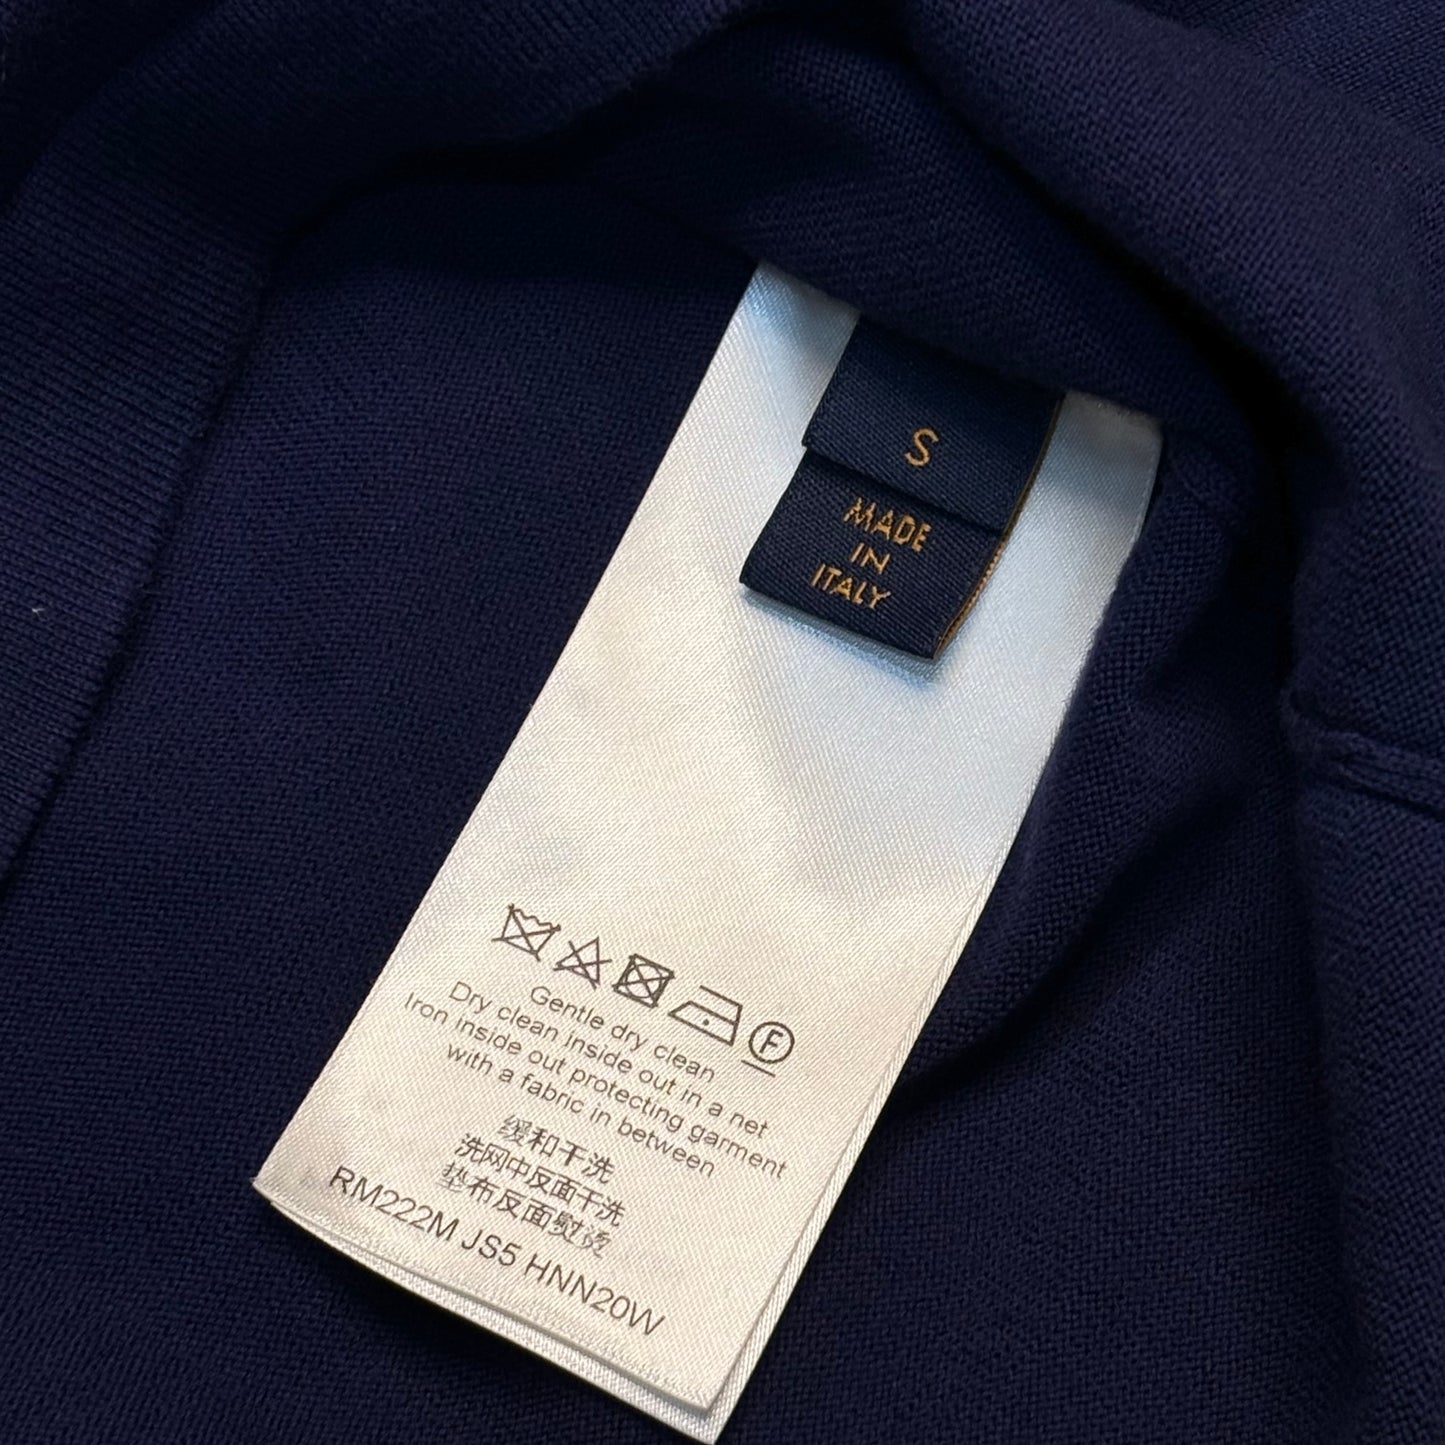 S
MADE
IN
ITALY
F
Gentle dry clean
Dry clean inside out in a net
Iron inside out protecting garment
with a fabric in between
缓和干洗
洗网中反面干洗
垫布反面熨烫
RM222M JS5 HNN20W